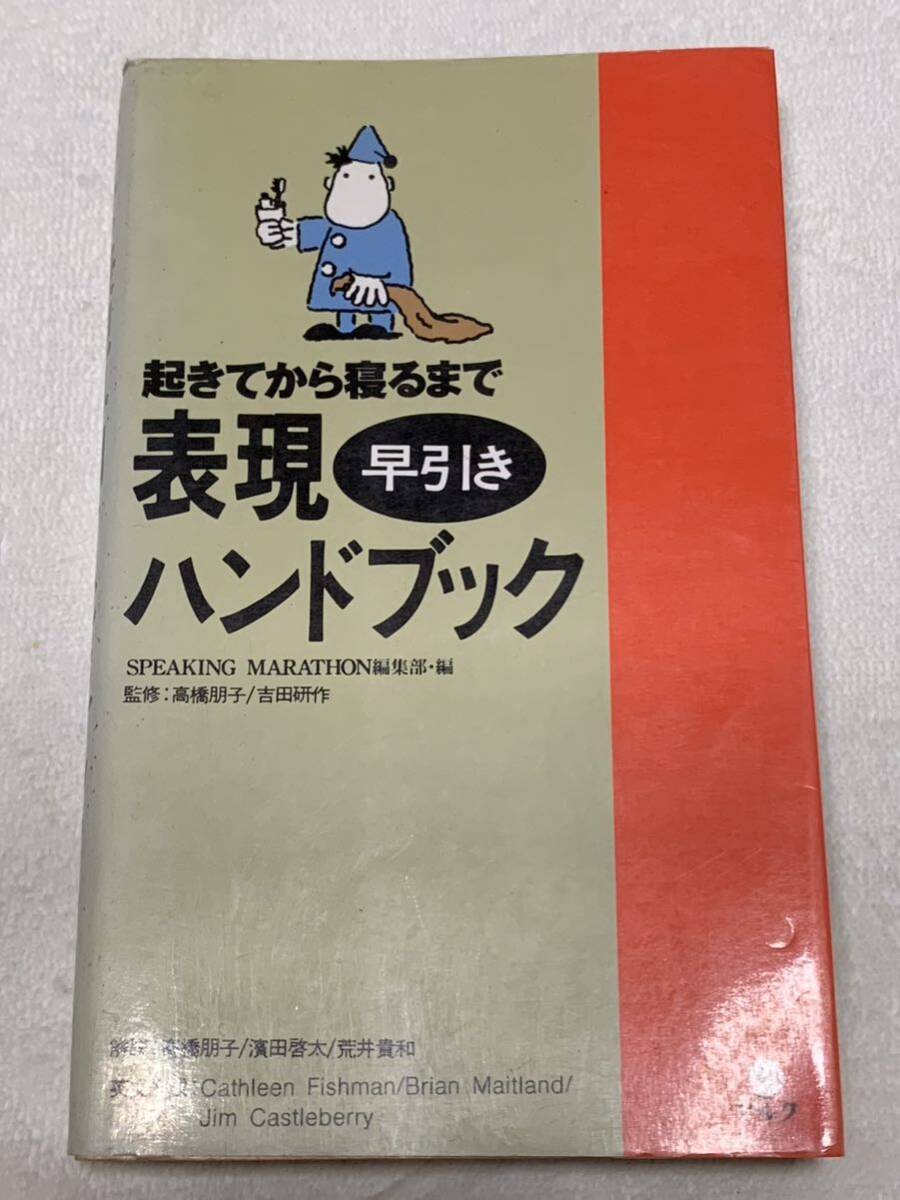 起きてから寝るまで
表現 早引き
ハンドブック
SPEAKING MARATHON編集部・編
監修：高橋朋子/吉田研作
高橋朋子/濱田啓太/荒井貴和
Cathleen Fishman/Brian Maitland/
Jim Castleberry
アルク